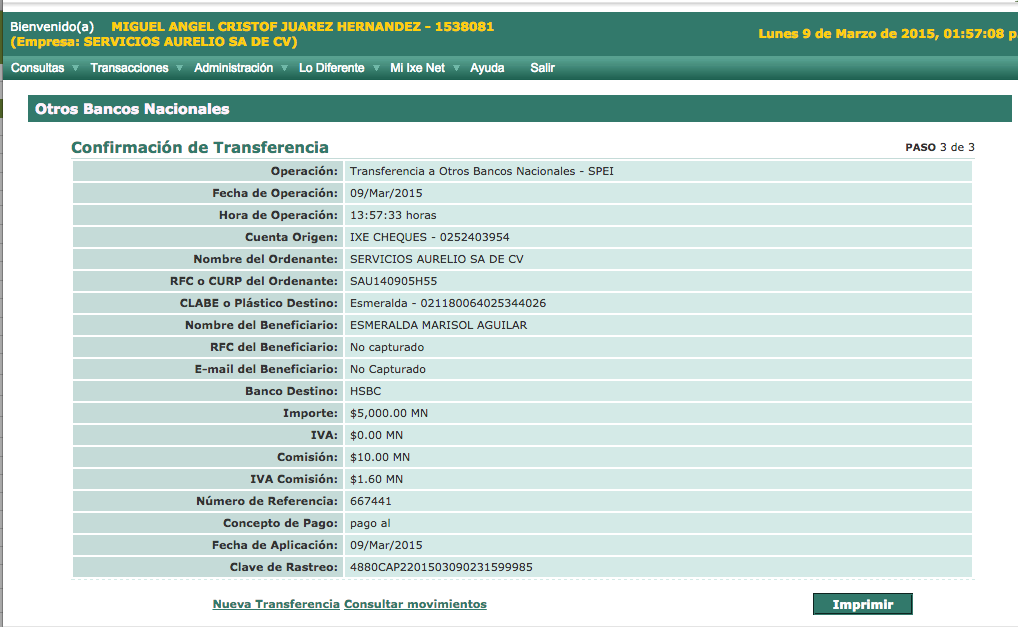 Bienvenido(a) MIGUEL ANGEL CRISTOF JUAREZ HERNANDEZ - 1538081
(Empresa: SERVICIOS AURELIO SA DE CV)
Lunes 9 de Marzo de 2015, 01:57:08 p.
Consultas Transacciones Administración Lo Diferente Mi Ixe Net Ayuda Salir
Otros Bancos Nacionales
Confirmación de Transferencia PASO 3 de 3
Operación: Transferencia a Otros Bancos Nacionales - SPEI
Fecha de Operación: 09/Mar/2015
Hora de Operación: 13:57:33 horas
Cuenta Origen: IXE CHEQUES - 0252403954
Nombre del Ordenante: SERVICIOS AURELIO SA DE CV
RFC o CURP del Ordenante: SAU140905H55
CLABE o Plástico Destino: Esmeralda - 021180064025344026
Nombre del Beneficiario: ESMERALDA MARISOL AGUILAR
RFC del Beneficiario: No capturado
E-mail del Beneficiario: No Capturado
Banco Destino: HSBC
Importe: $5,000.00 MN
IVA: $0.00 MN
Comisión: $10.00 MN
IVA Comisión: $1.60 MN
Número de Referencia: 667441
Concepto de Pago: pago al
Fecha de Aplicación: 09/Mar/2015
Clave de Rastreo: 4880CAP2201503090231599985
Nueva Transferencia Consultar movimientos Imprimir